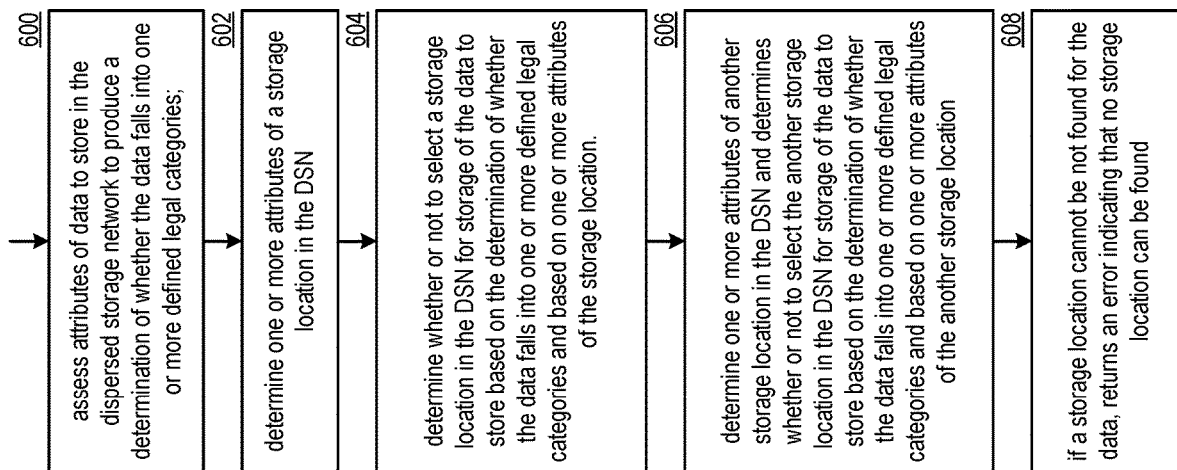 600
assess attributes of data to store in the
dispersed storage network to produce a
determination of whether the data falls into one
or more defined legal categories;
602
determine one or more attributes of a storage
location in the DSN
604
determine whether or not to select a storage
location in the DSN for storage of the data to
store based on the determination of whether
the data falls into one or more defined legal
categories and based on one or more attributes
of the storage location.
606
determine one or more attributes of another
storage location in the DSN and determines
whether or not to select the another storage
location in the DSN for storage of the data to
store based on the determination of whether
the data falls into one or more defined legal
categories and based on one or more attributes
of the another storage location
608
if a storage location cannot be not found for the
data, returns an error indicating that no storage
location can be found